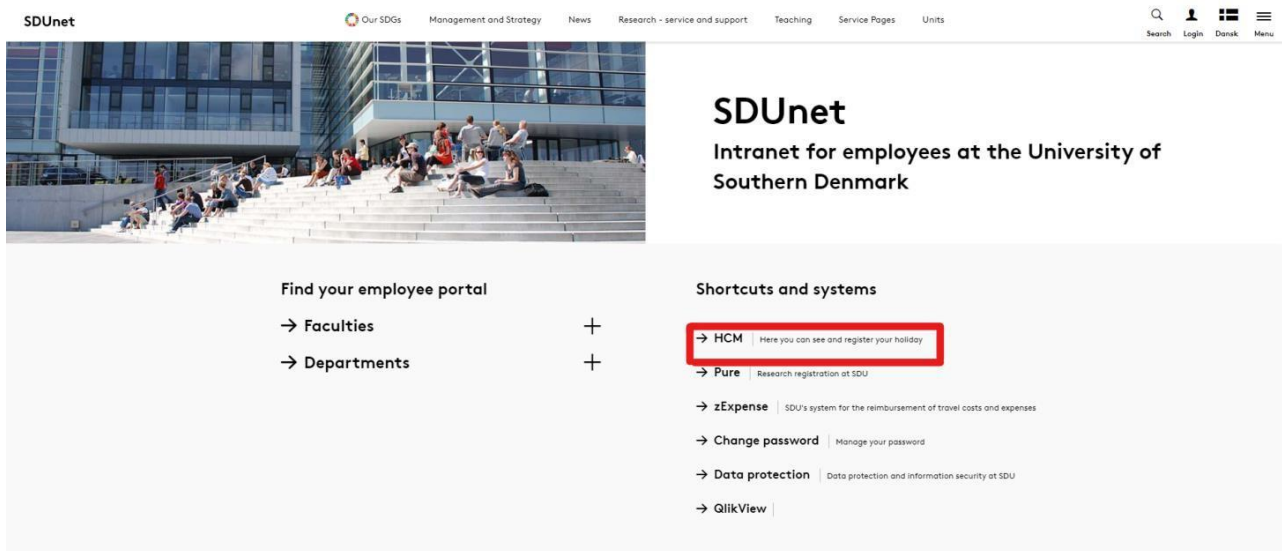 SDUnet
Our SDGs Management and Strategy News Research - service and support Teaching Service Pages Units
Search Login Dansk Menu
SDUnet
Intranet for employees at the University of
Southern Denmark
Find your employee portal
→ Faculties +
→ Departments +
Shortcuts and systems
→ HCM | Here you can see and register your holiday
→ Pure | Research registration at SDU
→ zExpense | SDU's system for the reimbursement of travel costs and expenses
→ Change password | Manage your password
→ Data protection | Data protection and information security at SDU
→ QlikView |